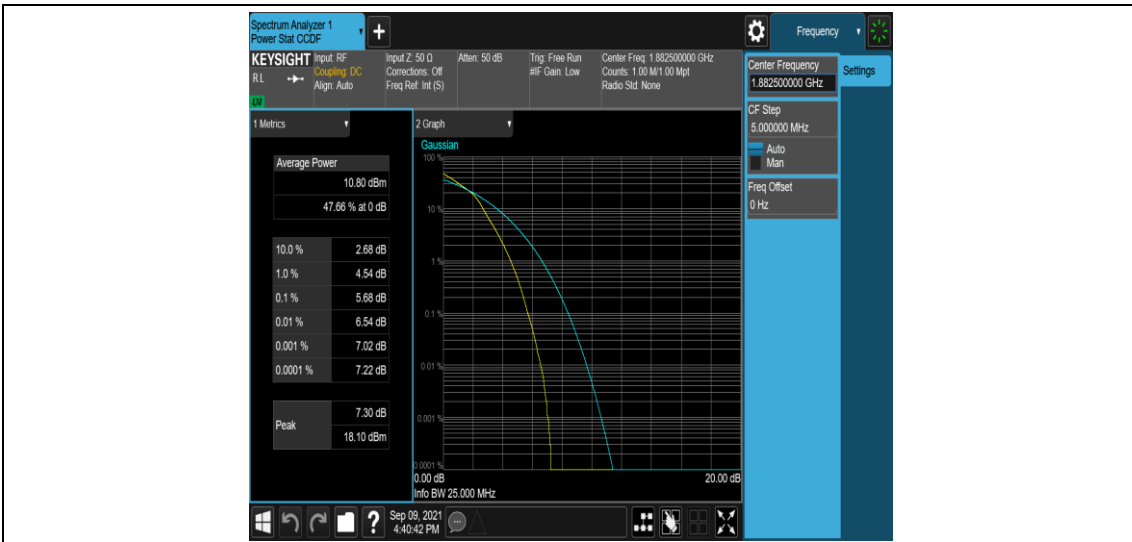 Spectrum Analyzer 1
Power Stat CCDF
+
Frequency
KEYSIGHT
RL
LXI
Input: RF
Coupling: DC
Align: Auto
Input Z: 50 Ω
Corrections: Off
Freq Ref: Int (S)
Atten: 50 dB
Trig: Free Run
#IF Gain: Low
Center Freq: 1.882500000 GHz
Counts: 1.00 M/1.00 Mpt
Radio Std: None
Center Frequency
1.882500000 GHz
Settings
CF Step
5.000000 MHz
Auto
Man
Freq Offset
0 Hz
1 Metrics
Average Power
10.80 dBm
47.66 % at 0 dB
10.0 % 2.68 dB
1.0 % 4.54 dB
0.1 % 5.68 dB
0.01 % 6.54 dB
0.001 % 7.02 dB
0.0001 % 7.22 dB
Peak
7.30 dB
18.10 dBm
2 Graph
Gaussian
100 %
10 %
1 %
0.1 %
0.01 %
0.001 %
0.0001 %
0.00 dB 20.00 dB
Info BW 25.000 MHz
?
Sep 09, 2021
4:40:42 PM